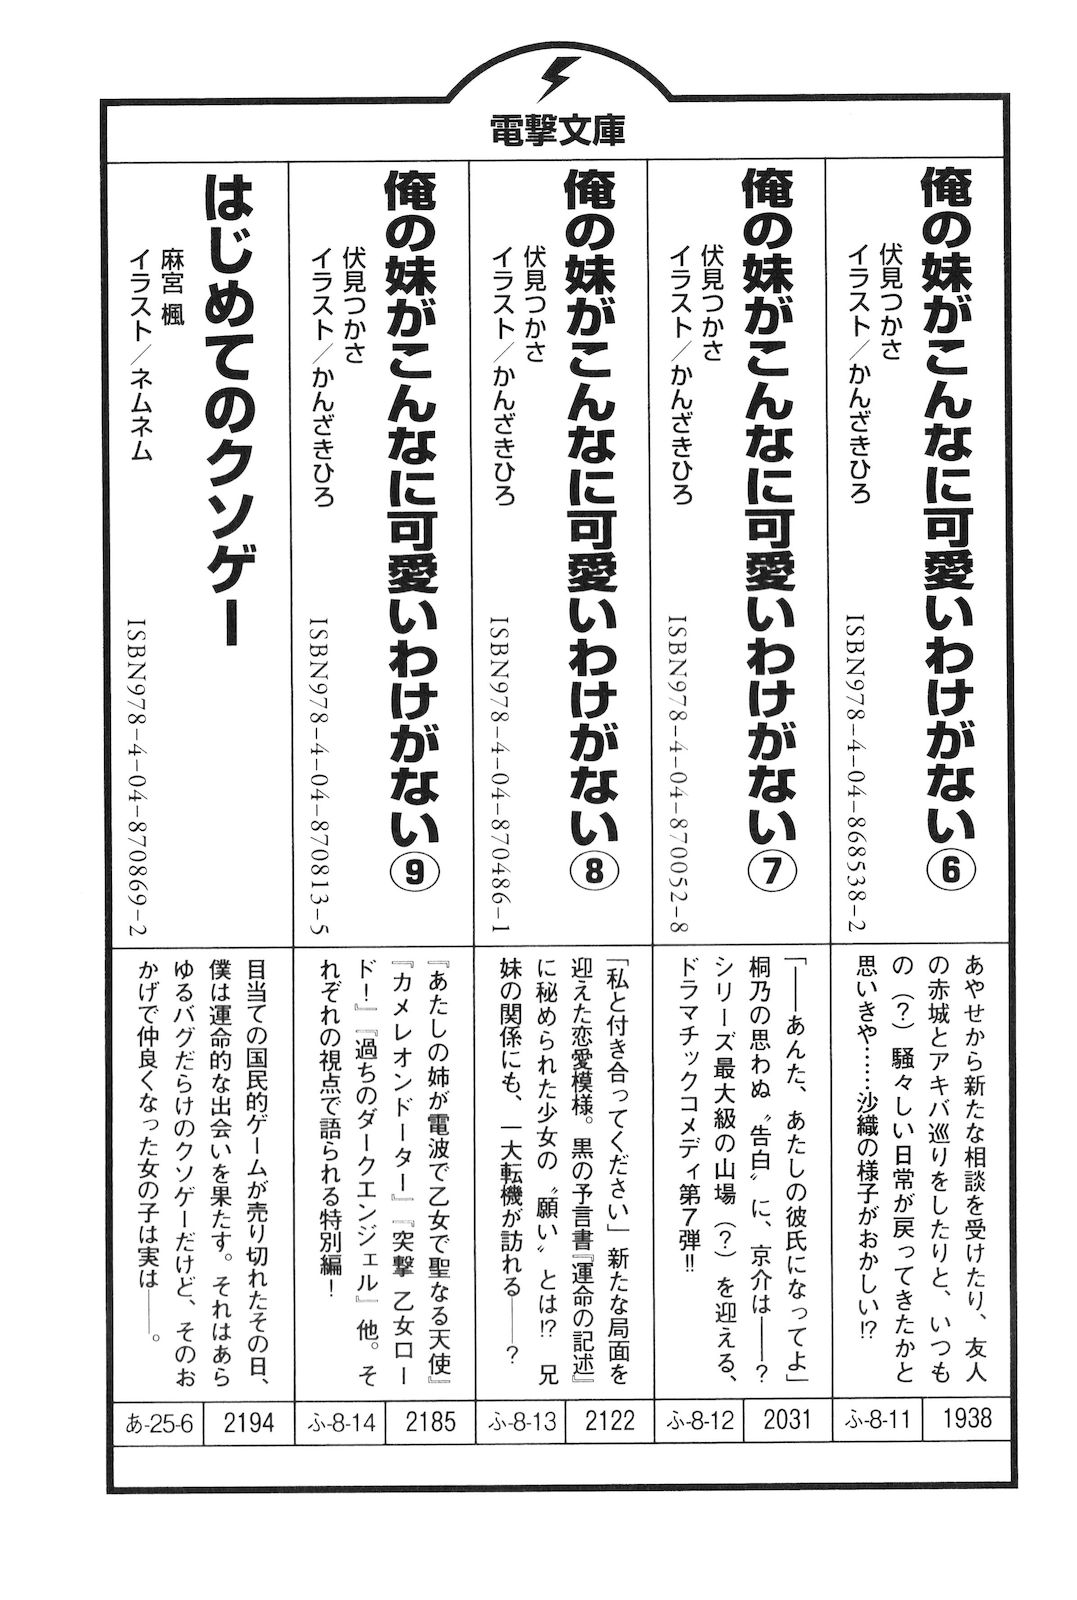 電撃文庫
俺の妹がこんなに可愛いわけがない⑥
伏見つかさ
イラスト/かんざきひろ
ISBN978-4-04-868538-2
あやせから新たな相談を受けたり、友人
の赤城とアキバ巡りをしたりと、いつも
の（？）騒々しい日常が戻ってきたかと
思いきや……沙織の様子がおかしい!?
ふ-8-11
1938
俺の妹がこんなに可愛いわけがない⑦
伏見つかさ
イラスト/かんざきひろ
ISBN978-4-04-870052-8
「――あんた、あたしの彼氏になってよ」
桐乃の思わぬ〝告白〟に、京介は――？
シリーズ最大級の山場（？）を迎える、
ドラマチックコメディ第7弾!!
ふ-8-12
2031
俺の妹がこんなに可愛いわけがない⑧
伏見つかさ
イラスト/かんざきひろ
ISBN978-4-04-870486-1
「私と付き合ってください」新たな局面を
迎えた恋愛模様。黒の予言書『運命の記述』
に秘められた少女の〝願い〟とは!?　兄
妹の関係にも、一大転機が訪れる――？
ふ-8-13
2122
俺の妹がこんなに可愛いわけがない⑨
伏見つかさ
イラスト/かんざきひろ
ISBN978-4-04-870813-5
『あたしの姉が電波で乙女で聖なる天使』
『カメレオンドーター』『突撃 乙女ロー
ド！』『過ちのダークエンジェル』他。そ
れぞれの視点で語られる特別編！
ふ-8-14
2185
はじめてのクソゲー
麻宮 楓
イラスト/ネムネム
ISBN978-4-04-870869-2
目当ての国民的ゲームが売り切れたその日、
僕は運命的な出会いを果たす。それはあら
ゆるバグだらけのクソゲーだけど、そのお
かげで仲良くなった女の子は実は――。
あ-25-6
2194